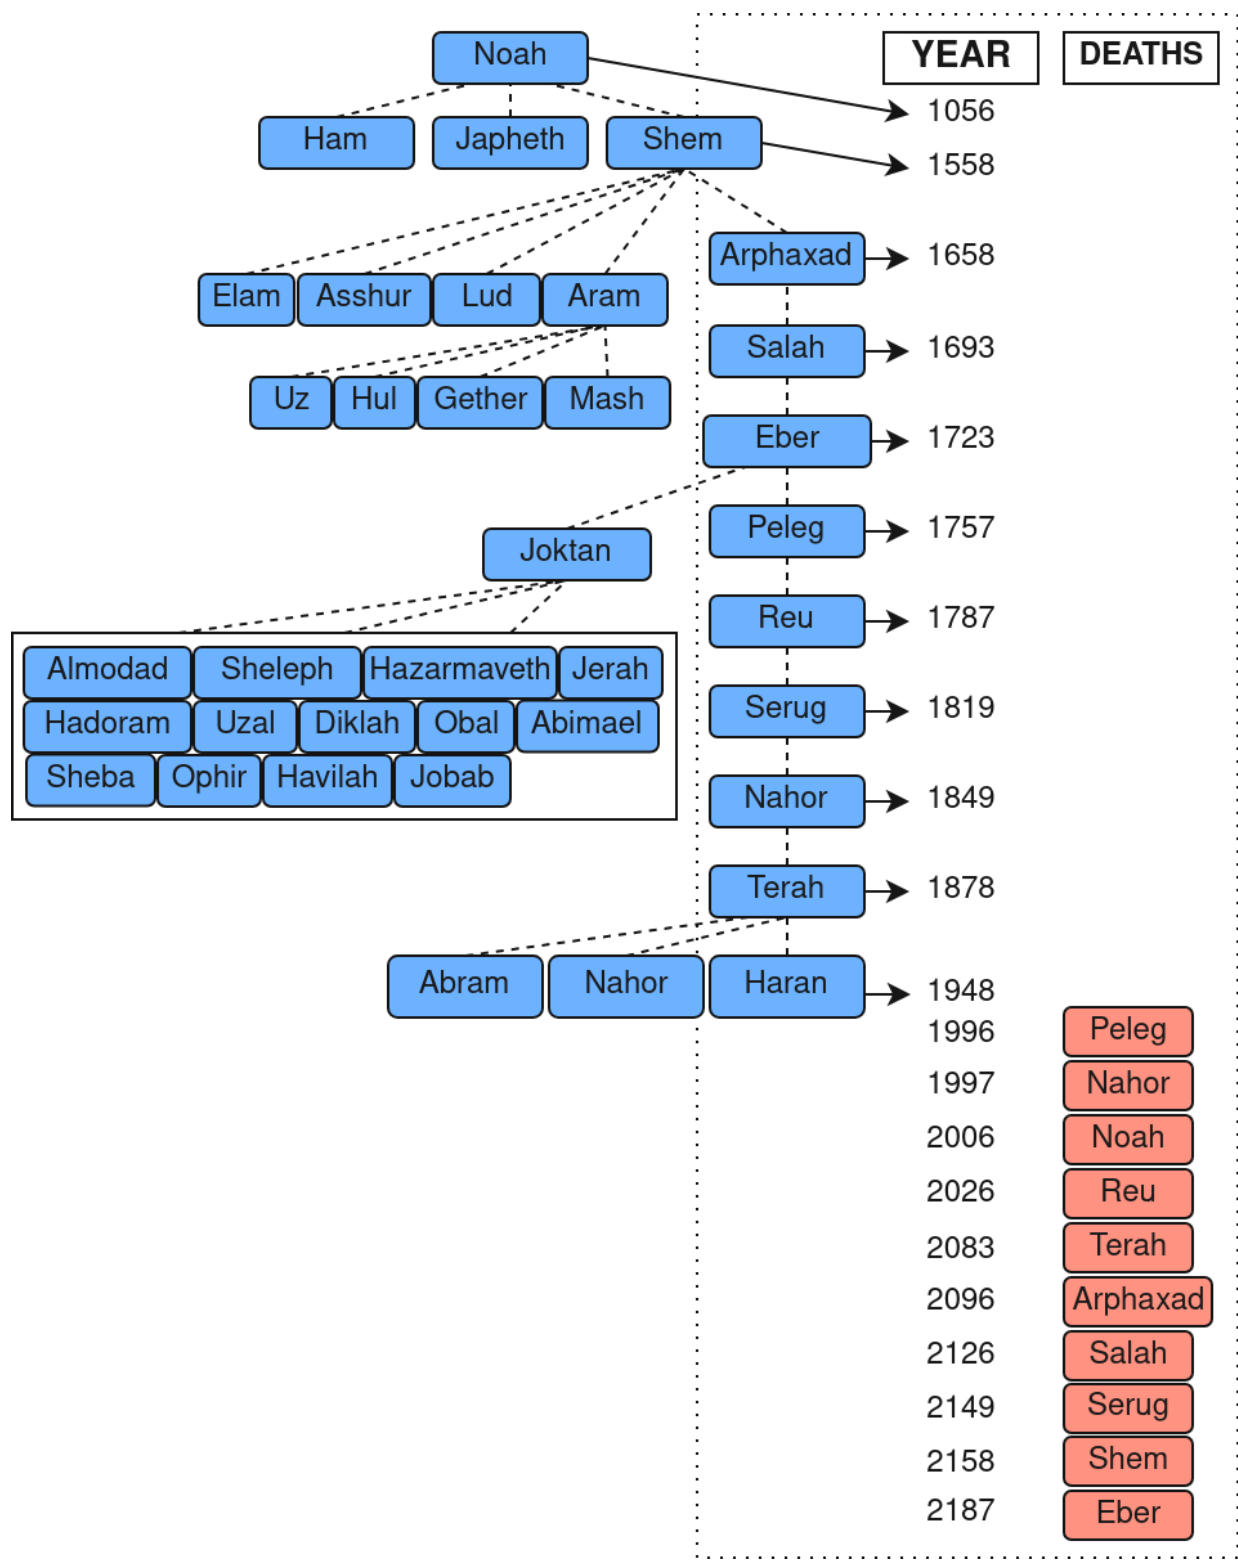 Noah YEAR DEATHS
1056
Ham Japheth Shem
1558
Arphaxad 1658
Elam Asshur Lud Aram
Salah 1693
Uz Hul Gether Mash
Eber 1723
Peleg 1757
Joktan
Reu 1787
Almodad Sheleph Hazarmaveth Jerah
Serug 1819
Hadoram Uzal Diklah Obal Abimael
Sheba Ophir Havilah Jobab
Nahor 1849
Terah 1878
Abram Nahor Haran 1948
1996 Peleg
1997 Nahor
2006 Noah
2026 Reu
2083 Terah
2096 Arphaxad
2126 Salah
2149 Serug
2158 Shem
2187 Eber